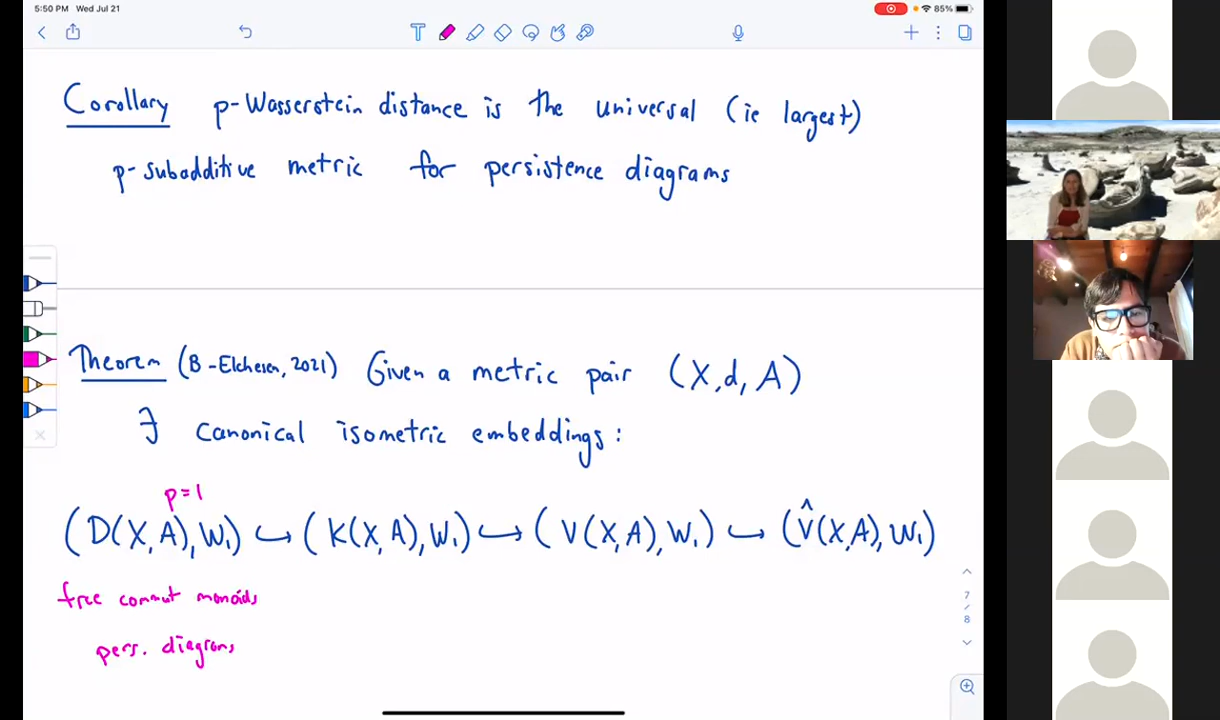 5:50 PM Wed Jul 21
85%
Corollary p-Wasserstein distance is the universal (ie largest)
p-subadditive metric for persistence diagrams
Theorem (B-Elchesen, 2021) Given a metric pair (X, d, A)
∃ canonical isometric embeddings:
p=1
(D(X,A), W₁) ↪ (K(X,A), W₁) ↪ (V(X,A), W₁) ↪ (V̂(X,A), W₁)
free commut monoids
pers. diagrams
7
/
8